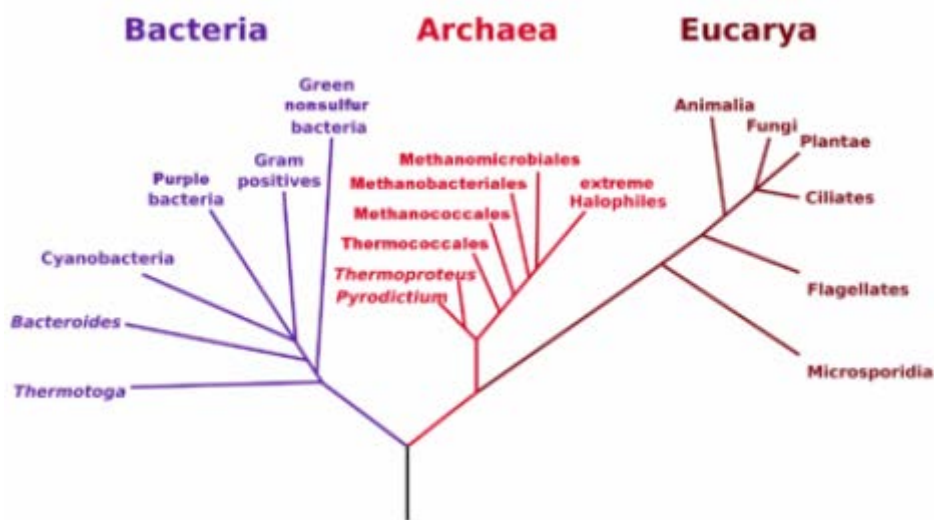 Bacteria
Archaea
Eucarya
Green
nonsulfur
bacteria
Gram
positives
Purple
bacteria
Cyanobacteria
Bacteroides
Thermotoga
Methanomicrobiales
Methanobacteriales
extreme
Halophiles
Methanococcales
Thermococcales
Thermoproteus
Pyrodictium
Animalia
Fungi
Plantae
Ciliates
Flagellates
Microsporidia